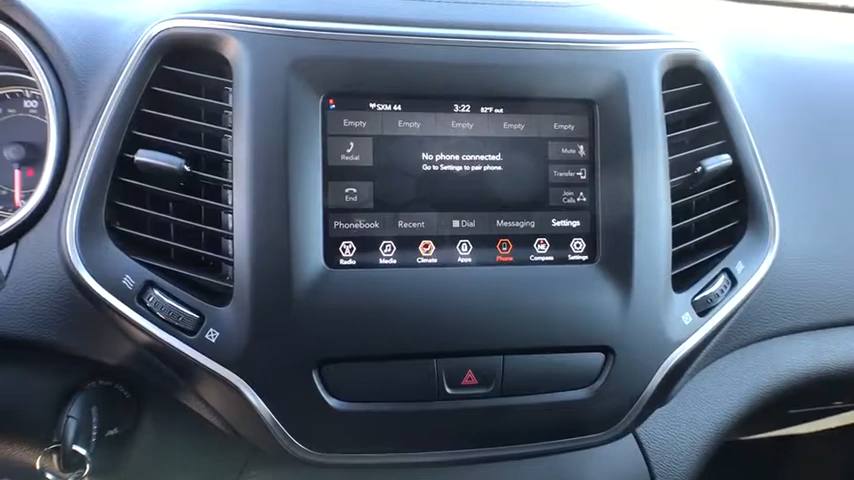 100
SXM 44 3:22 82°F out
Empty Empty Empty Empty Empty
Redial No phone connected. Mute
Go to Settings to pair phone. Transfer
End Join
Calls
Phonebook Recent Dial Messaging Settings
NE
Radio Media Climate Apps Phone Compass Settings